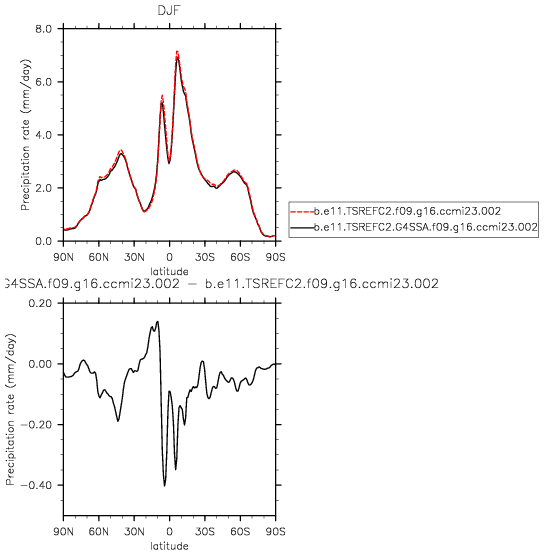 DJF
8.0
6.0
4.0
2.0
0.0
Precipitation rate (mm/day)
90N 60N 30N 0 30S 60S 90S
latitude
b.e11.TSREFC2.f09.g16.ccmi23.002
b.e11.TSREFC2.G4SSA.f09.g16.ccmi23.002
G4SSA.f09.g16.ccmi23.002 − b.e11.TSREFC2.f09.g16.ccmi23.002
0.20
0.00
−0.20
−0.40
Precipitation rate (mm/day)
90N 60N 30N 0 30S 60S 90S
latitude